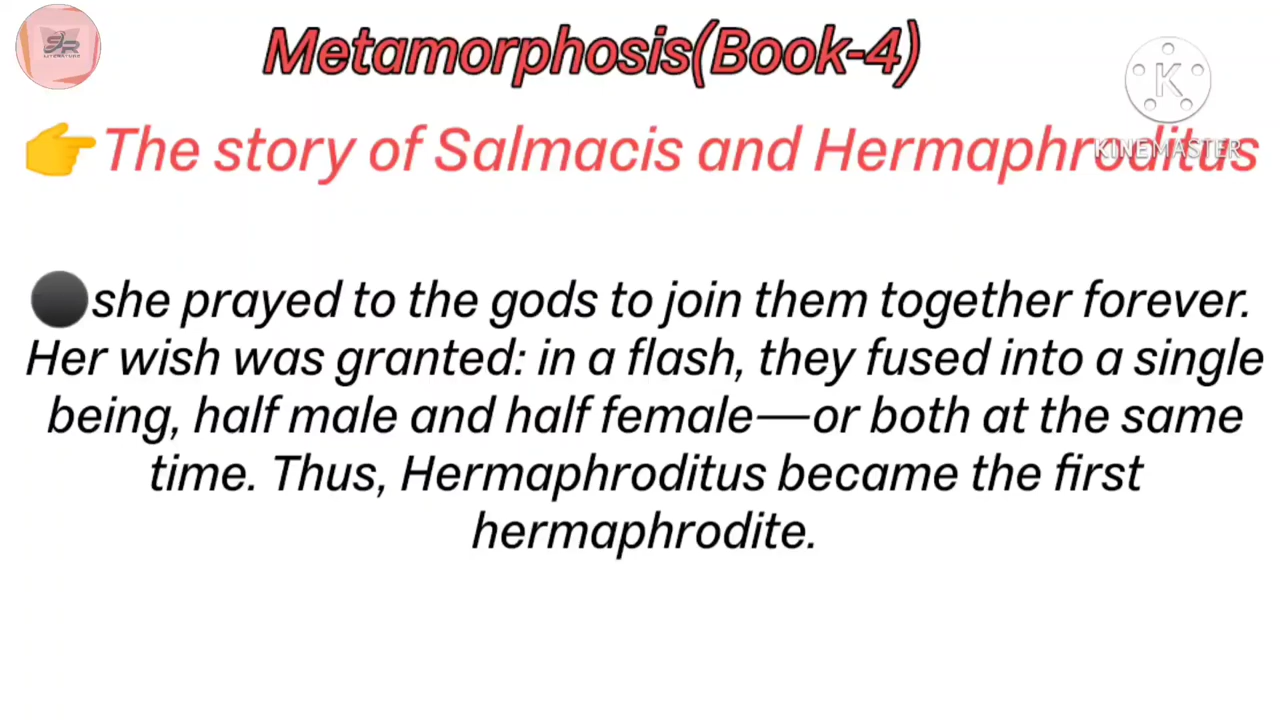 Metamorphosis(Book-4)
The story of Salmacis and Hermaphroditus
she prayed to the gods to join them together forever.
Her wish was granted: in a flash, they fused into a single
being, half male and half female—or both at the same
time. Thus, Hermaphroditus became the first
hermaphrodite.
SR
LITERATURE
K
KINEMASTER